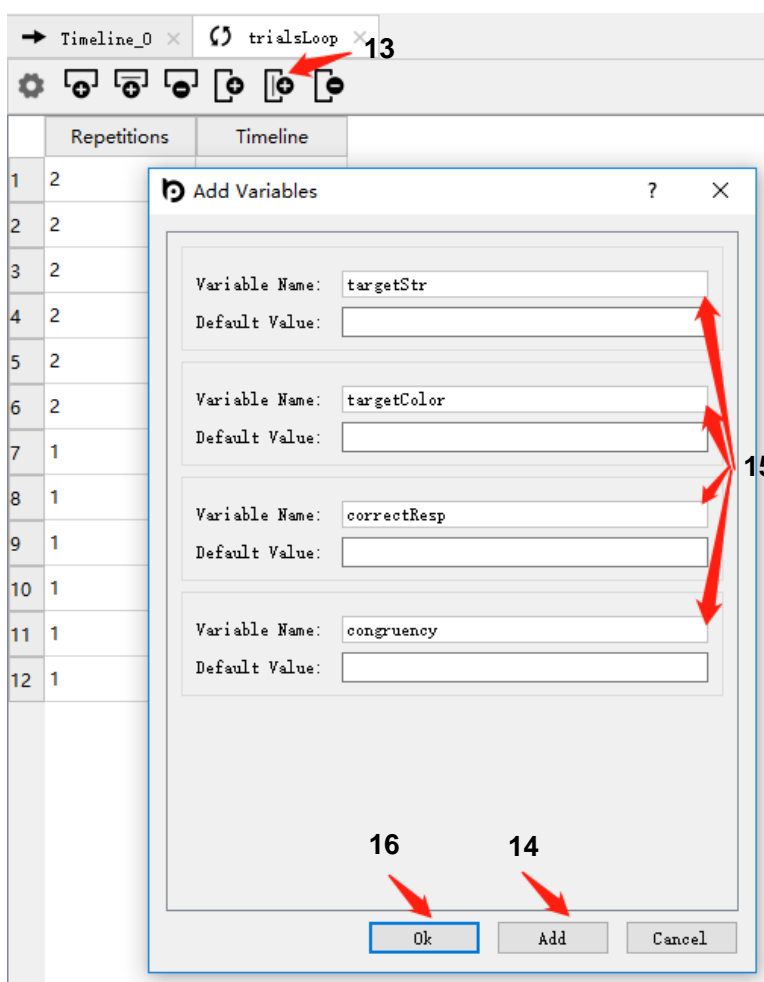 Timeline_0 trialsLoop
13
Repetitions Timeline
1 2
2 2
3 2
4 2
5 2
6 2
7 1
8 1
9 1
10 1
11 1
12 1
Add Variables ?
Variable Name: targetStr
Default Value:
Variable Name: targetColor
Default Value:
15
Variable Name: correctResp
Default Value:
Variable Name: congruency
Default Value:
16 14
Ok Add Cancel